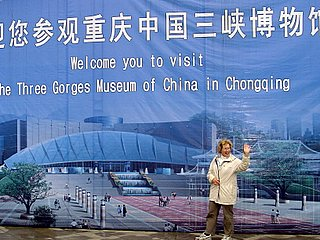 迎您参观重庆中国三峡博物馆
Welcome you to visit
he Three Gorges Museum of China in Chongqing